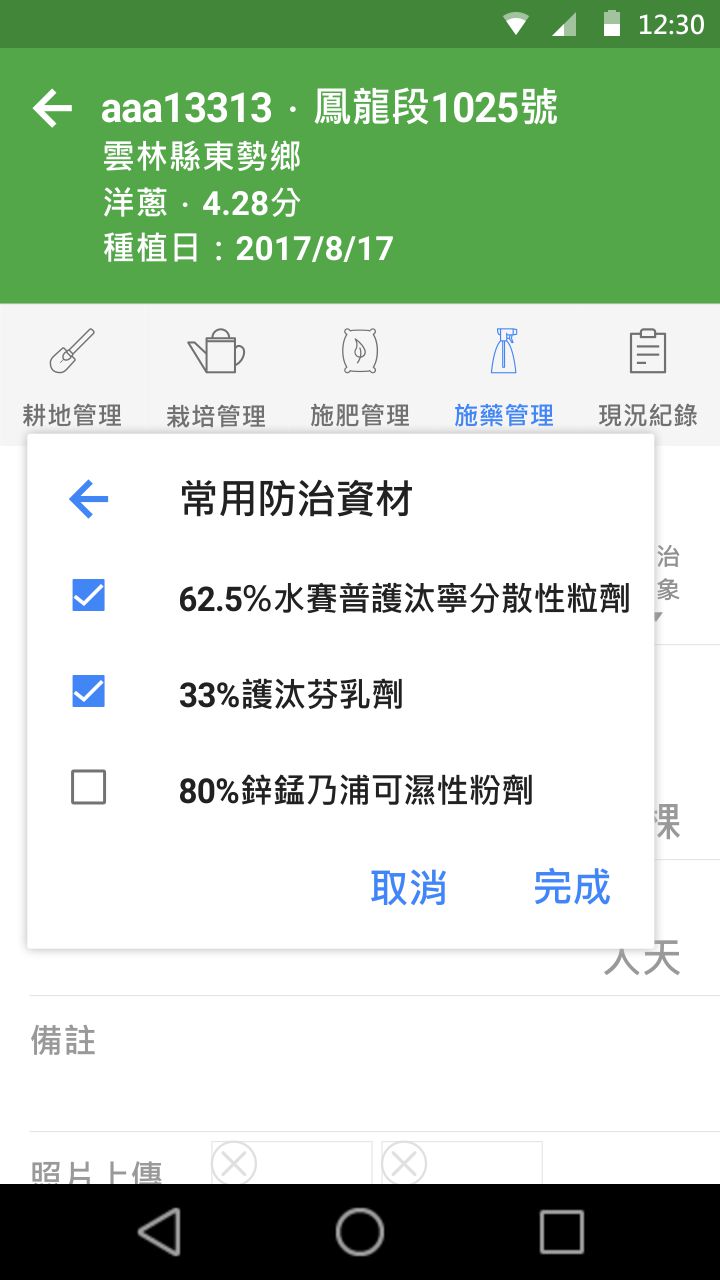 12:30
aaa13313 · 鳳龍段1025號
雲林縣東勢鄉
洋蔥 · 4.28分
種植日：2017/8/17
耕地管理 栽培管理 施肥管理 施藥管理 現況紀錄
常用防治資材
治
象
62.5%水賽普護汰寧分散性粒劑
33%護汰芬乳劑
80%鋅錳乃浦可濕性粉劑
棵
取消 完成
人天
備註
照片上傳